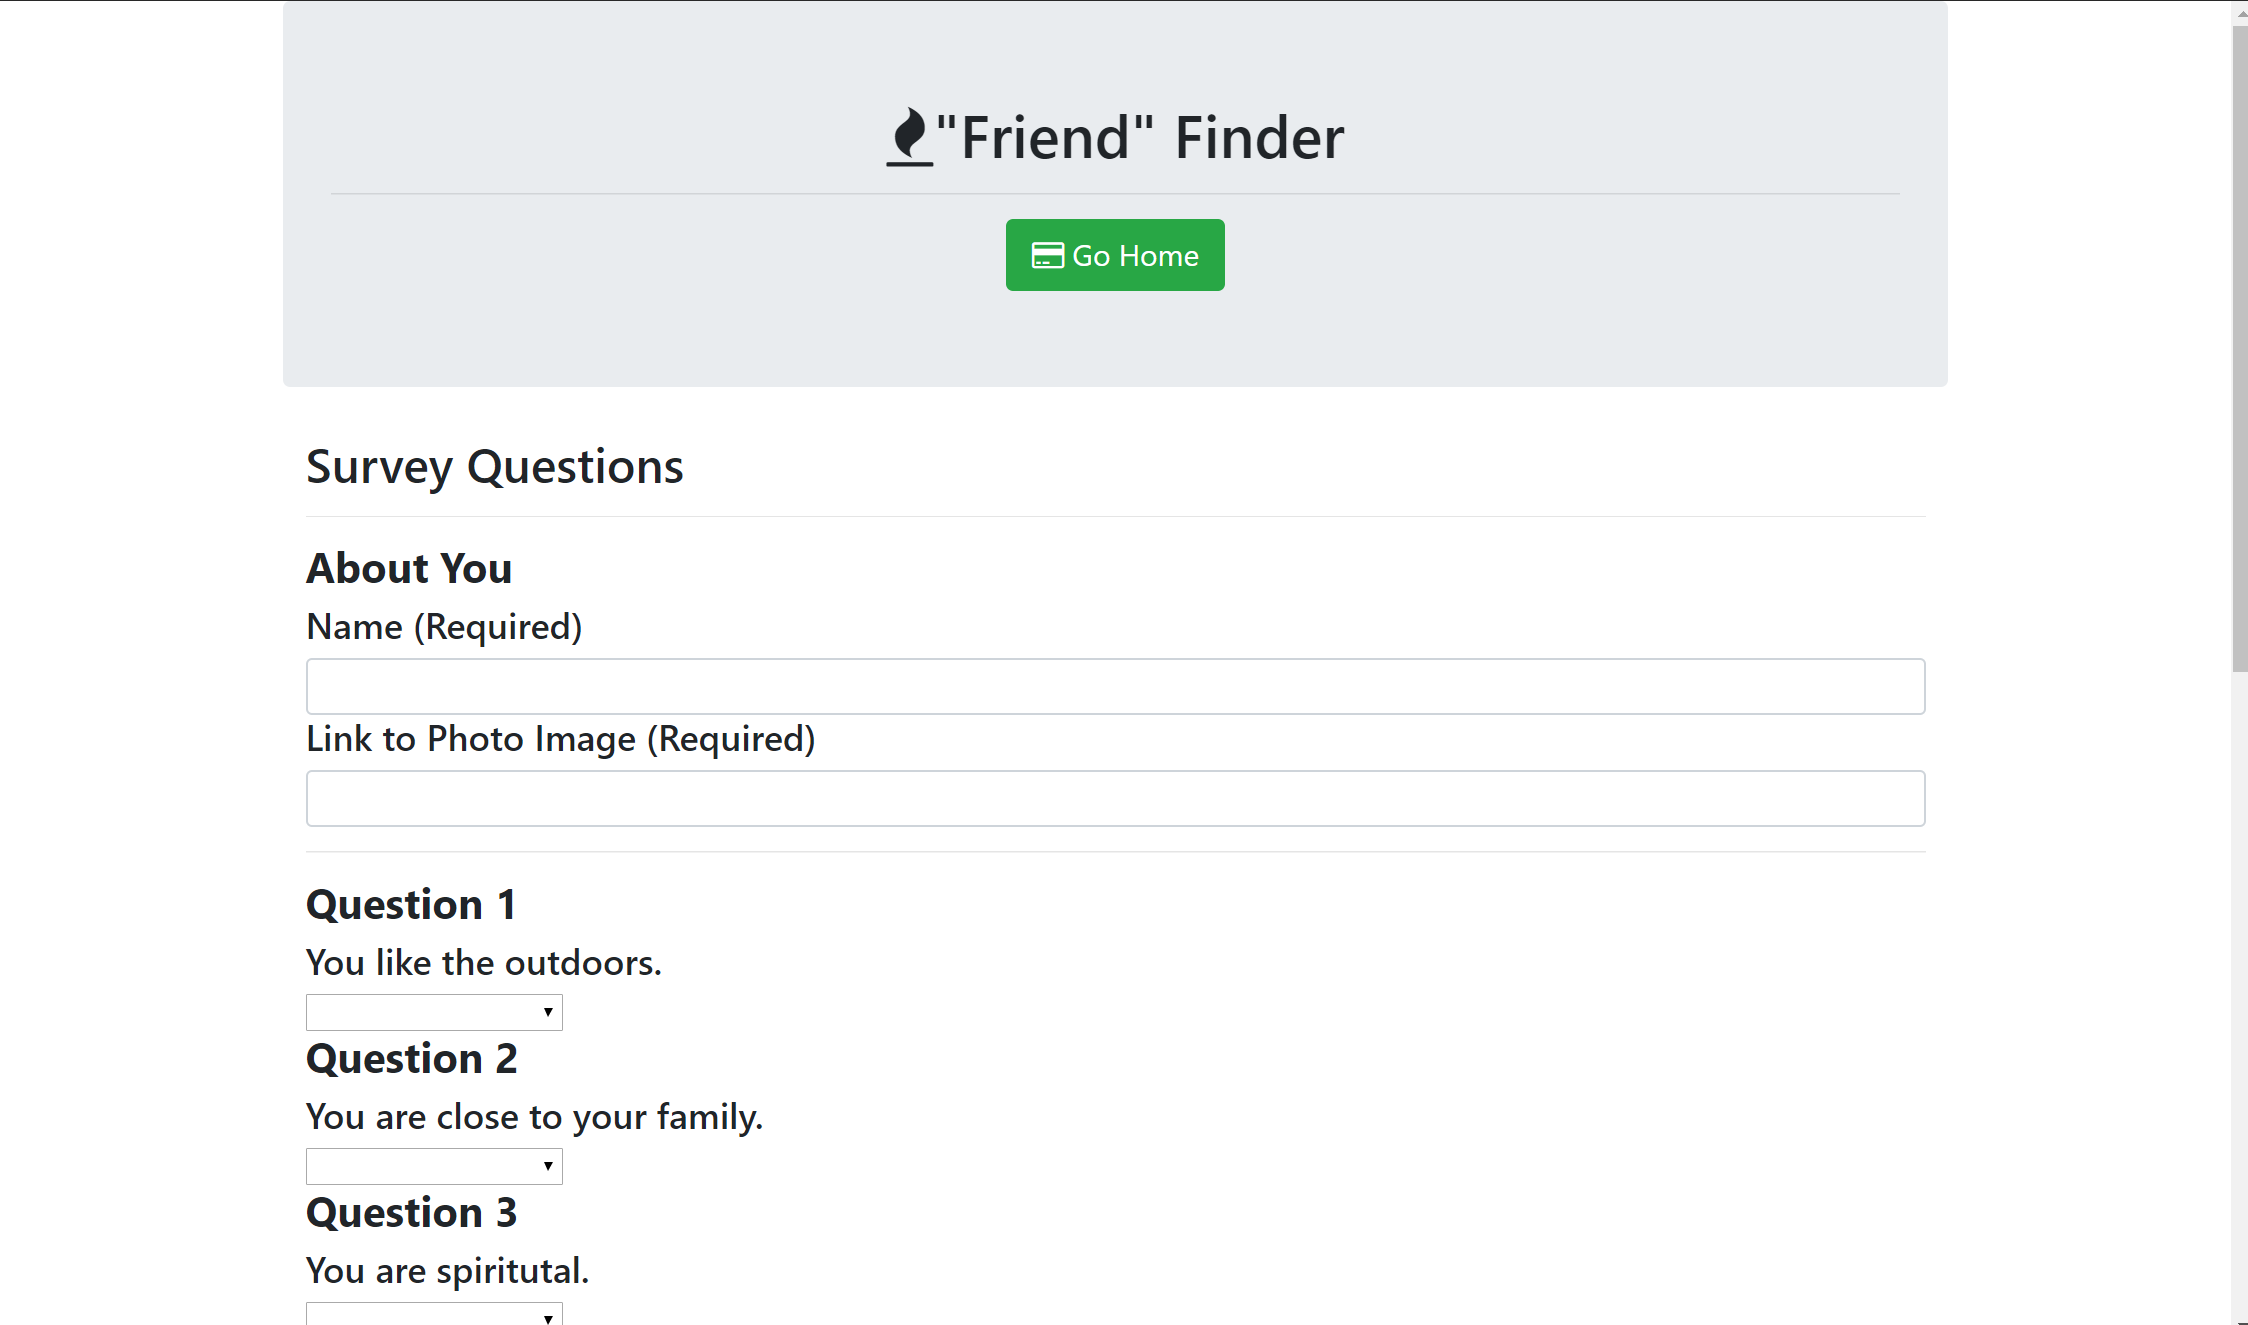 "Friend" Finder
Go Home
Survey Questions
About You
Name (Required)
Link to Photo Image (Required)
Question 1
You like the outdoors.
Question 2
You are close to your family.
Question 3
You are spiritutal.